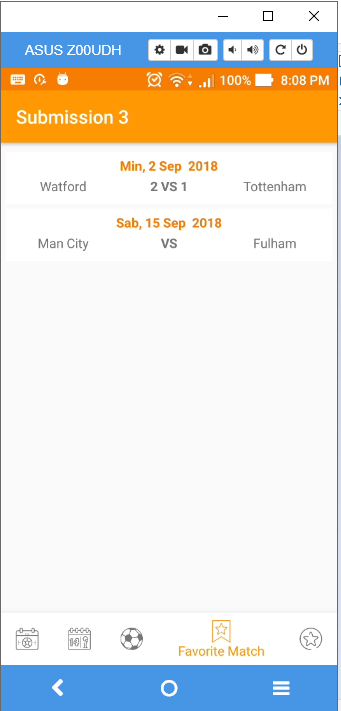 ASUS Z00UDH
100% 8:08 PM
Submission 3
Min, 2 Sep 2018
Watford 2 VS 1 Tottenham
Sab, 15 Sep 2018
Man City VS Fulham
Favorite Match